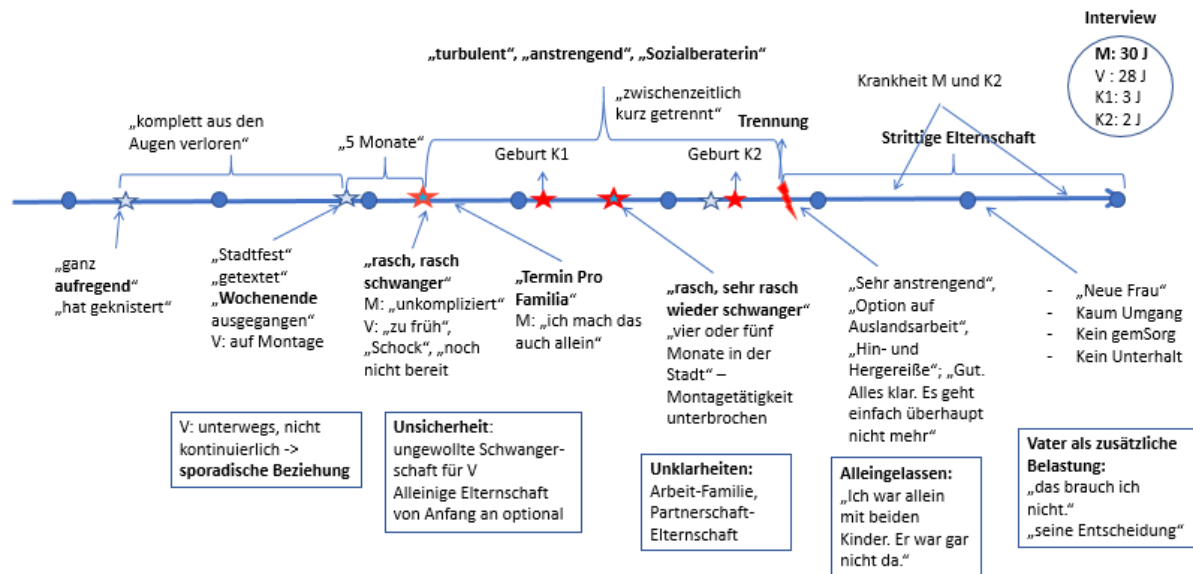 Interview
M: 30 J
V : 28 J
K1: 3 J
K2: 2 J
„turbulent“, „anstrengend“, „Sozialberaterin“
„zwischenzeitlich
kurz getrennt“
Krankheit M und K2
„komplett aus den
Augen verloren“
„5 Monate“
Geburt K1
Geburt K2
Trennung
Strittige Elternschaft
„ganz
aufregend“
„hat geknistert“
„Stadtfest“
„getextet“
„Wochenende
ausgegangen“
V: auf Montage
„rasch, rasch
schwanger“
M: „unkompliziert“
V: „zu früh“,
„Schock“, „noch
nicht bereit
„Termin Pro
Familia“
M: „ich mach das
auch allein“
„rasch, sehr rasch
wieder schwanger“
„vier oder fünf
Monate in der
Stadt“ –
Montagetätigkeit
unterbrochen
„Sehr anstrengend“,
„Option auf
Auslandsarbeit“,
„Hin- und
Hergereiße“; „Gut.
Alles klar. Es geht
einfach überhaupt
nicht mehr“
- „Neue Frau“
- Kaum Umgang
- Kein gemSorg
- Kein Unterhalt
V: unterwegs, nicht
kontinuierlich ->
sporadische Beziehung
Unsicherheit:
ungewollte Schwanger-
schaft für V
Alleinige Elternschaft
von Anfang an optional
Unklarheiten:
Arbeit-Familie,
Partnerschaft-
Elternschaft
Alleingelassen:
„Ich war allein
mit beiden
Kinder. Er war gar
nicht da.“
Vater als zusätzliche
Belastung:
„das brauch ich
nicht.“
„seine Entscheidung“